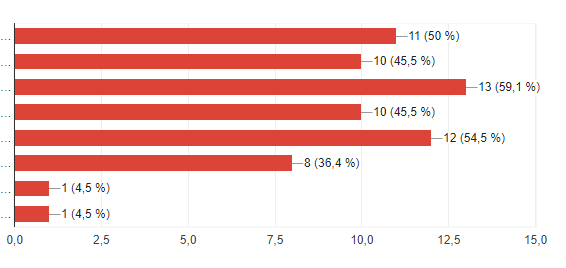 ... 11 (50 %)
... 10 (45,5 %)
... 13 (59,1 %)
... 10 (45,5 %)
... 12 (54,5 %)
... 8 (36,4 %)
... 1 (4,5 %)
... 1 (4,5 %)
0,0 2,5 5,0 7,5 10,0 12,5 15,0